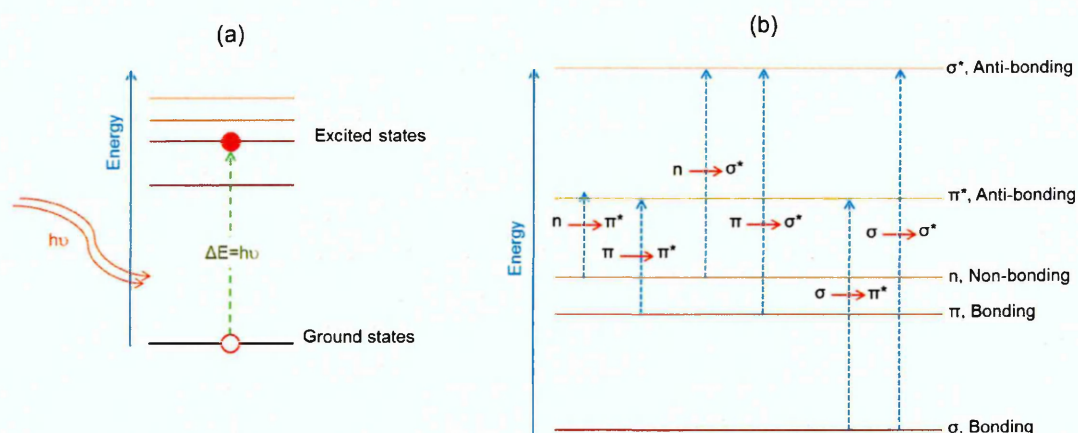 (a)
Energy
Excited states
hυ
ΔE=hυ
Ground states
(b)
Energy
σ*, Anti-bonding
n → σ*
π*, Anti-bonding
n → π*
π → σ*
σ → σ*
π → π*
n, Non-bonding
σ → π*
π, Bonding
σ, Bonding